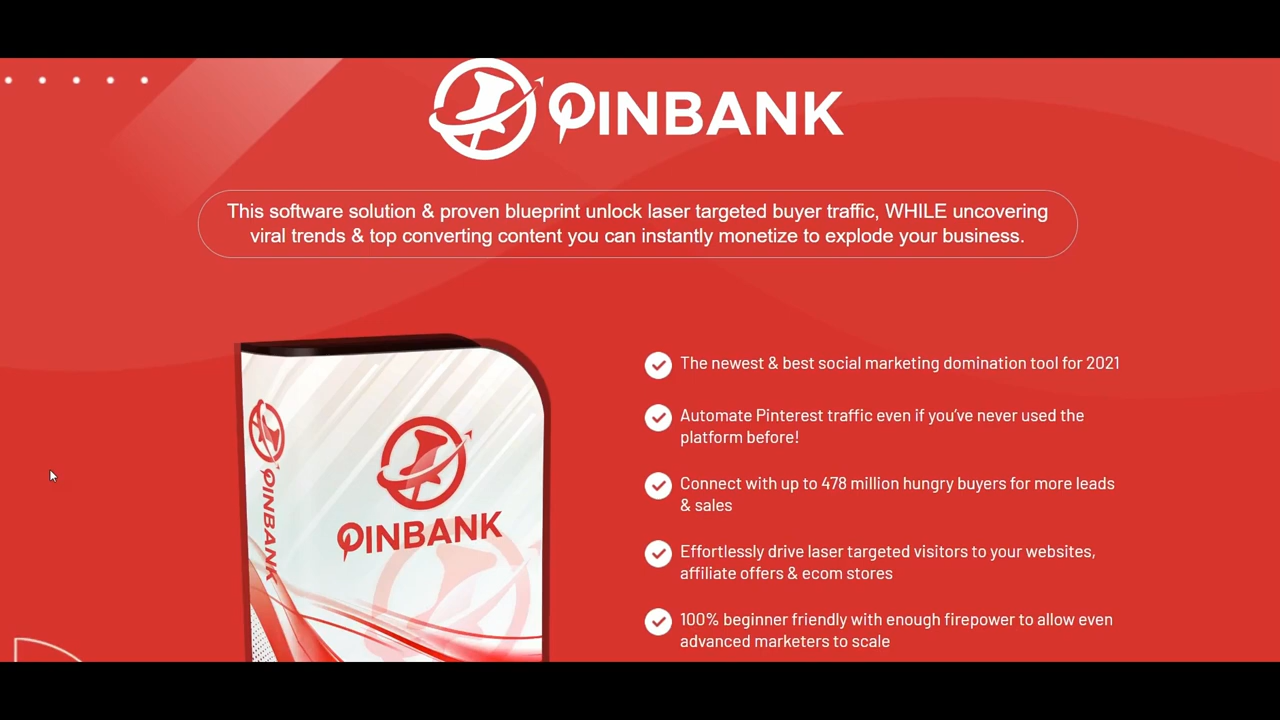 PINBANK
This software solution & proven blueprint unlock laser targeted buyer traffic, WHILE uncovering
viral trends & top converting content you can instantly monetize to explode your business.
PINBANK
PINBANK
The newest & best social marketing domination tool for 2021
Automate Pinterest traffic even if you’ve never used the
platform before!
Connect with up to 478 million hungry buyers for more leads
& sales
Effortlessly drive laser targeted visitors to your websites,
affiliate offers & ecom stores
100% beginner friendly with enough firepower to allow even
advanced marketers to scale